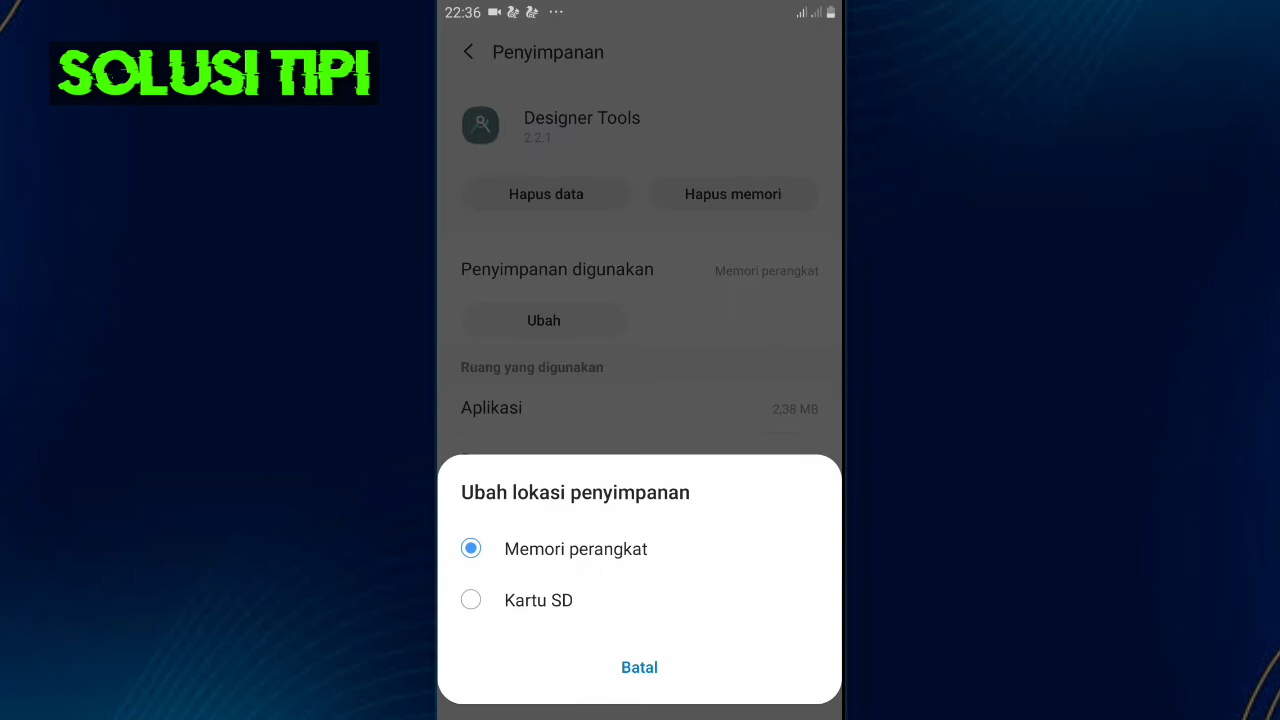 SOLUSI TIPI
22:36
Penyimpanan
Designer Tools
2.2.1
Hapus data
Hapus memori
Penyimpanan digunakan
Memori perangkat
Ubah
Ruang yang digunakan
Aplikasi
2,38 MB
Ubah lokasi penyimpanan
Memori perangkat
Kartu SD
Batal